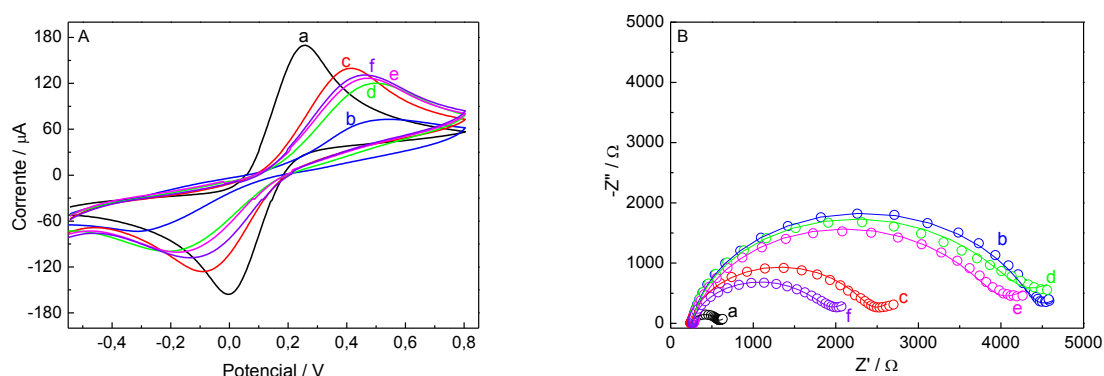 A
180
120
60
0
-60
-120
-180
Corrente / μA
a
c
f
e
d
b
-0,4 -0,2 0,0 0,2 0,4 0,6 0,8
Potencial / V
B
5000
4000
3000
2000
1000
0
-Z'' / Ω
b
d
e
c
f
a
0 1000 2000 3000 4000 5000
Z' / Ω